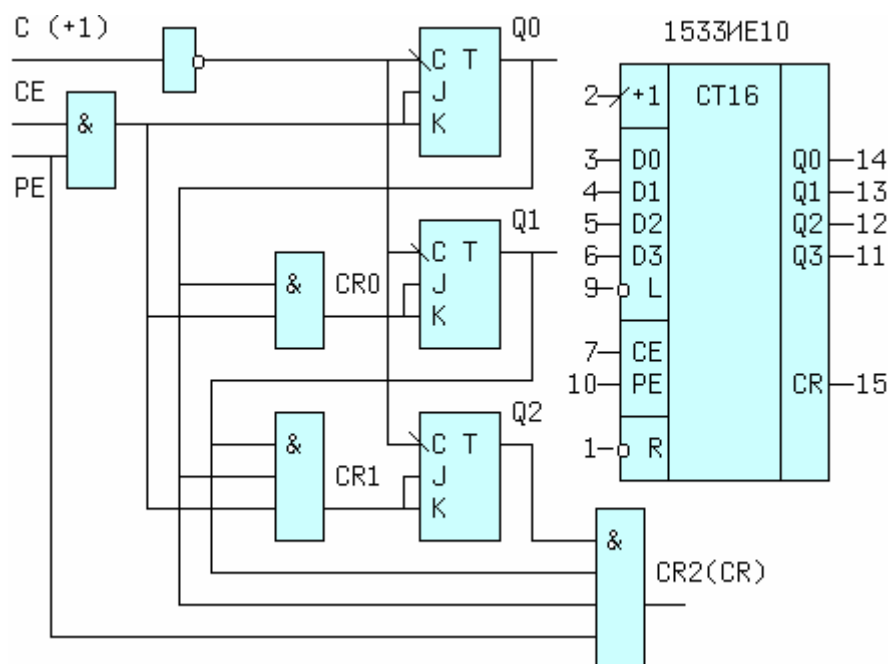 C (+1)
CE
&
PE
C T
J
K
Q0
&
CR0
C T
J
K
Q1
&
CR1
C T
J
K
Q2
&
CR2(CR)
1533ИЕ10
2 +1 CT16
3 D0 Q0 14
4 D1 Q1 13
5 D2 Q2 12
6 D3 Q3 11
9 L
7 CE
10 PE CR 15
1 R